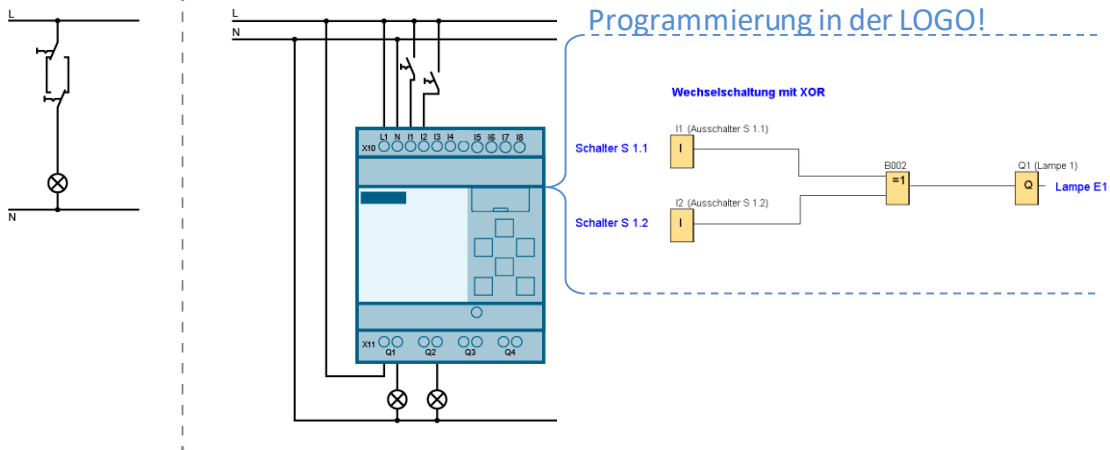 L
N
L
N
L1 N I1 I2 I3 I4 I5 I6 I7 I8
X10
X11
Q1 Q2 Q3 Q4
Programmierung in der LOGO!
Wechselschaltung mit XOR
I1 (Ausschalter S 1.1)
Schalter S 1.1
I
B002
=1
Q1 (Lampe 1)
Q
Lampe E1
I2 (Ausschalter S 1.2)
Schalter S 1.2
I